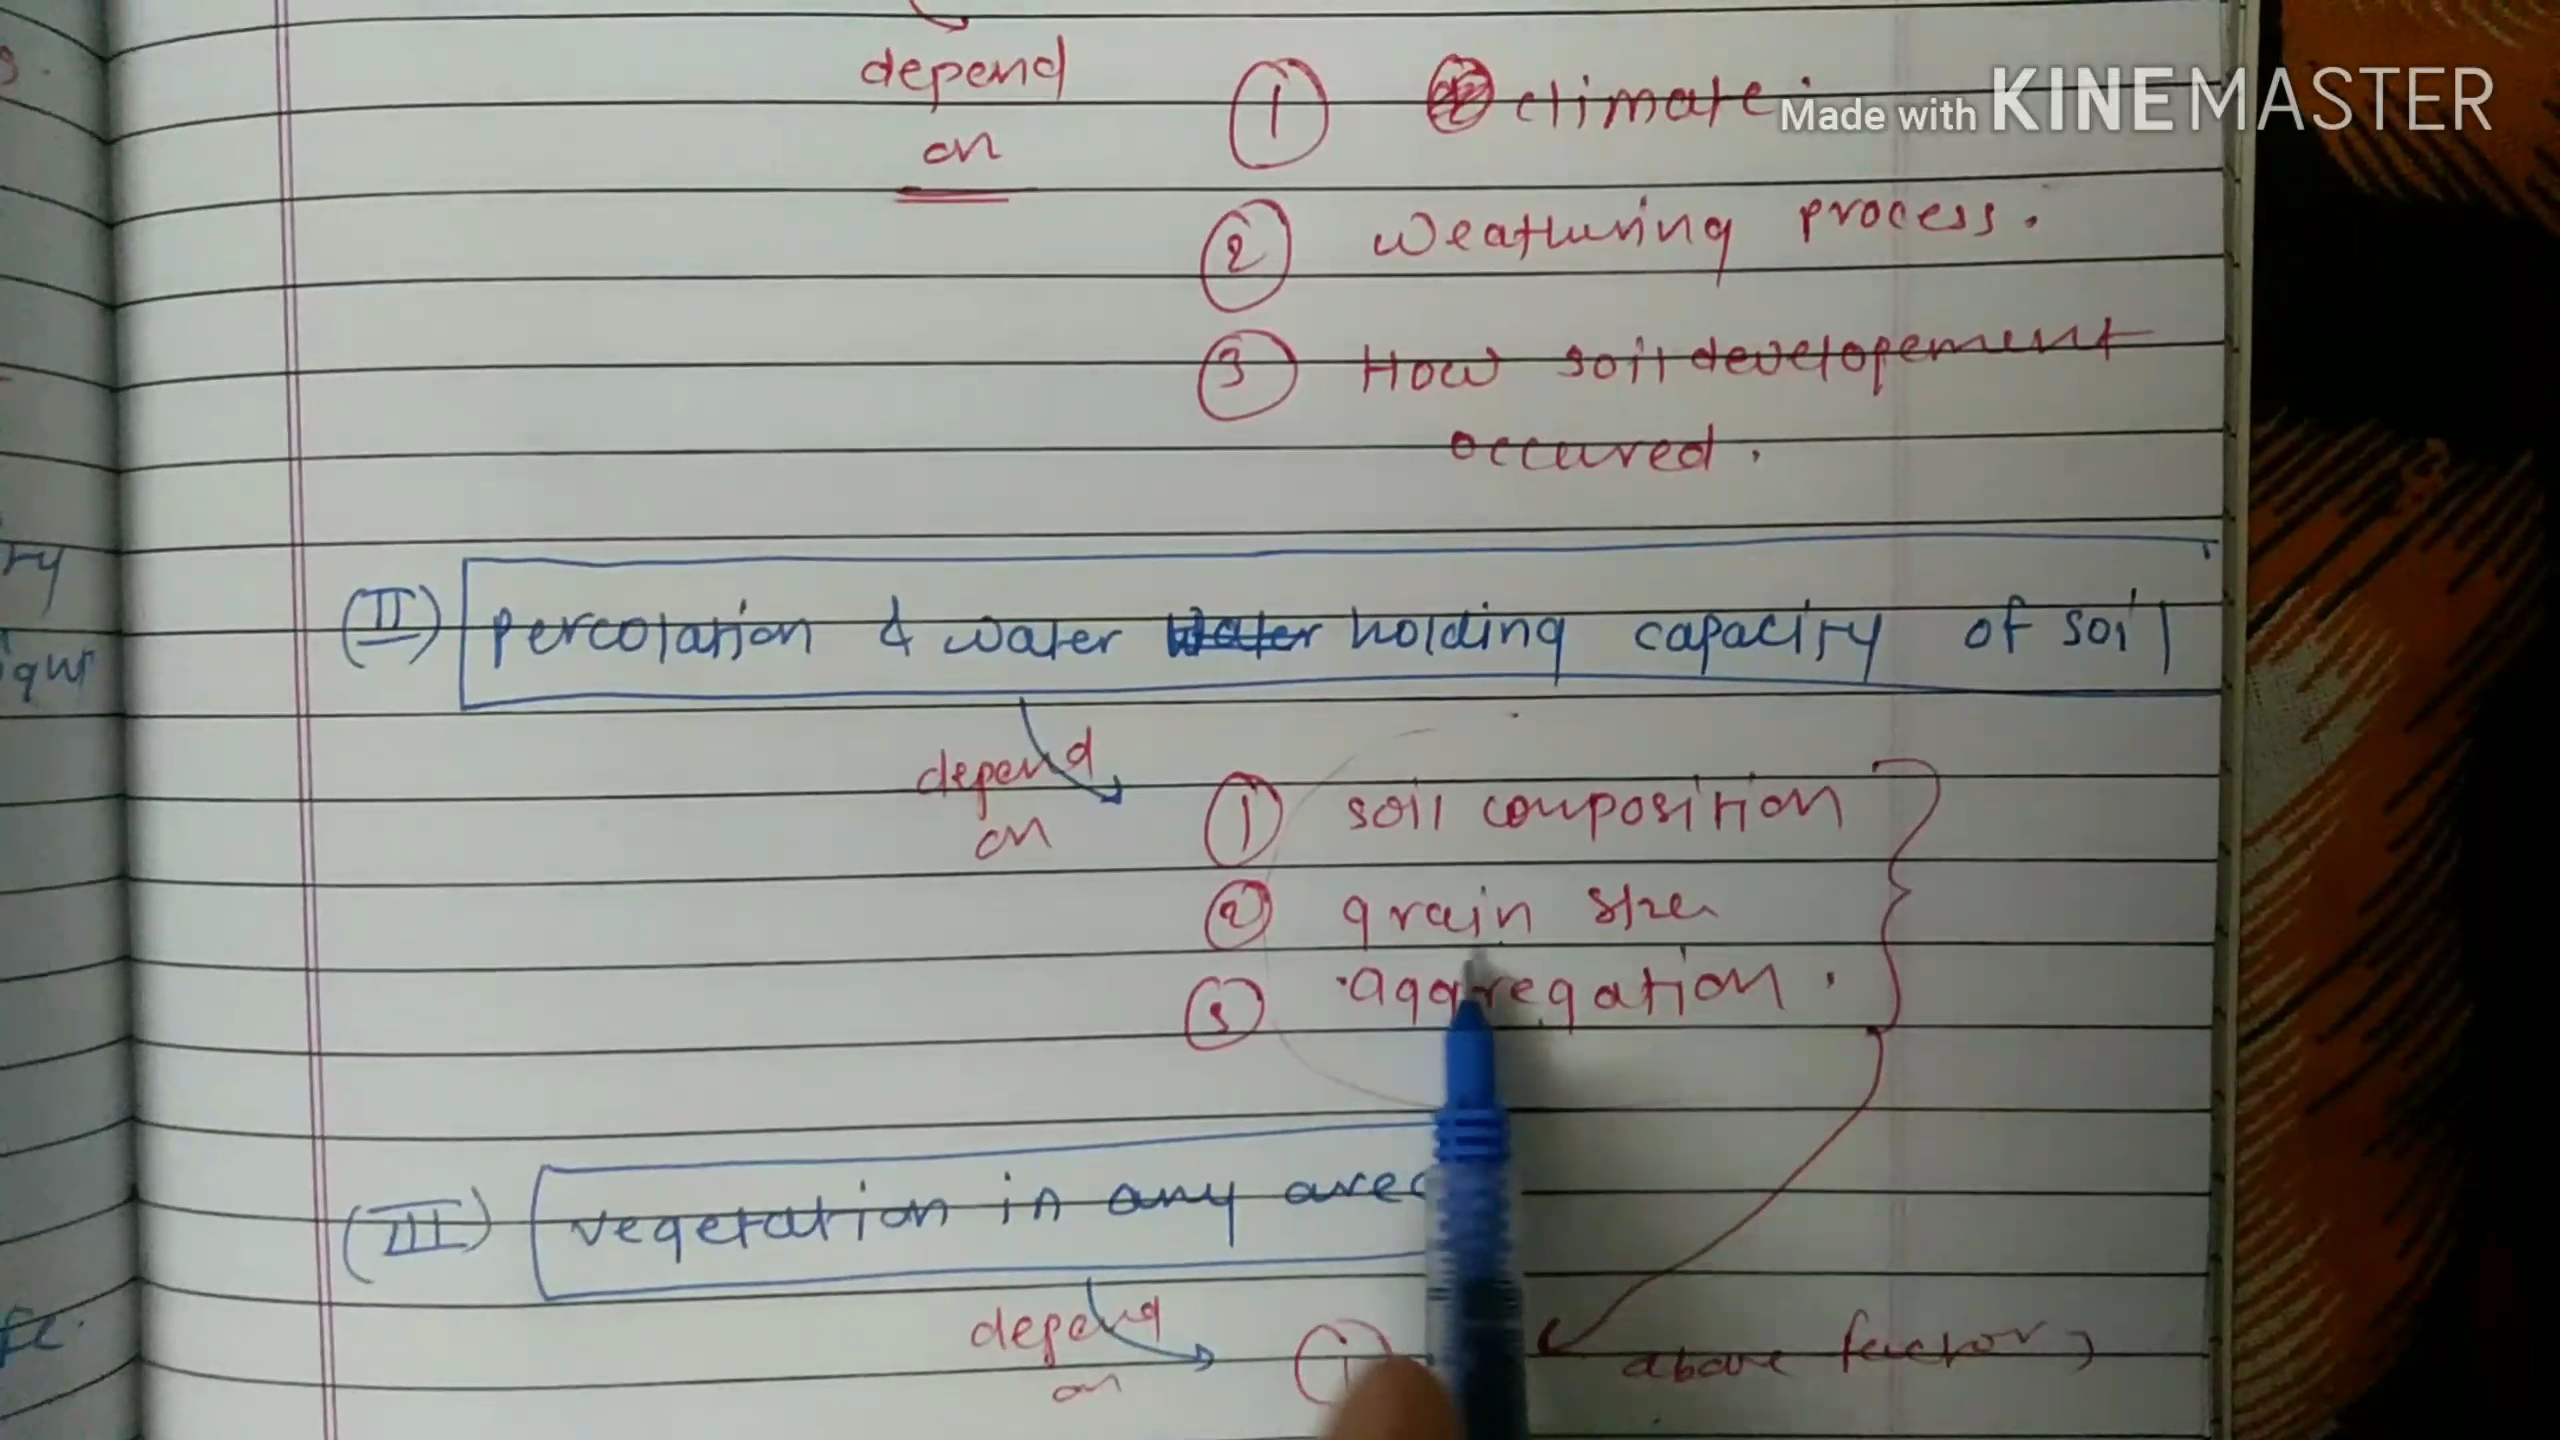 depend
on
① climate.
Made with KINEMASTER
② weathering process.
③ How soil developement
occured.
(II) percolation & water holding capacity of soil
depend
on
① soil composition
② grain size
③ aggregation.
(III) vegetation in any area
depend
on
① above factor